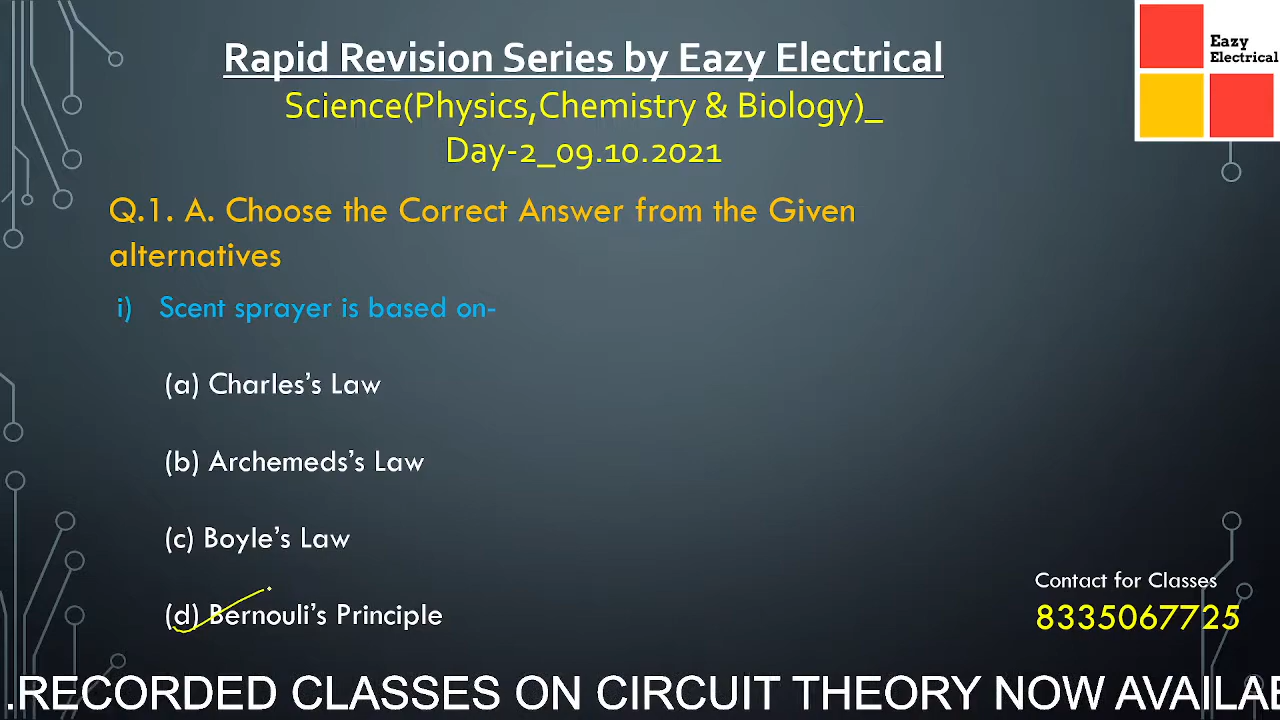 Rapid Revision Series by Eazy Electrical
Science(Physics,Chemistry & Biology)_
Day-2_09.10.2021
Eazy
Electrical
Q.1. A. Choose the Correct Answer from the Given
alternatives
i) Scent sprayer is based on-
(a) Charles's Law
(b) Archemeds's Law
(c) Boyle's Law
(d) Bernouli's Principle
Contact for Classes
8335067725
.RECORDED CLASSES ON CIRCUIT THEORY NOW AVAILA